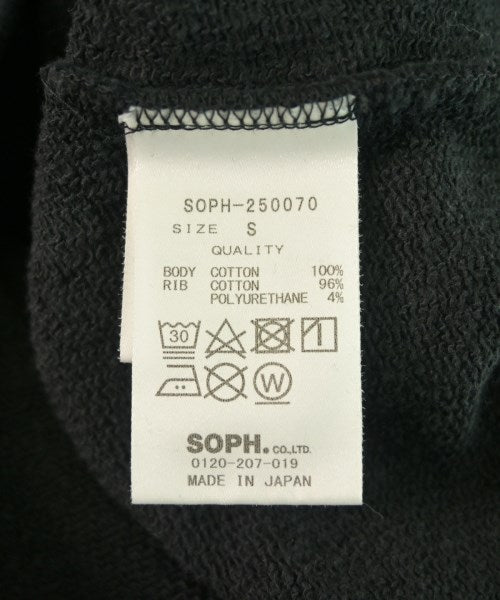 SOPH-250070
SIZE S
QUALITY
BODY COTTON 100%
RIB COTTON 96%
POLYURETHANE 4%
30
W
SOPH. CO.,LTD.
0120-207-019
MADE IN JAPAN